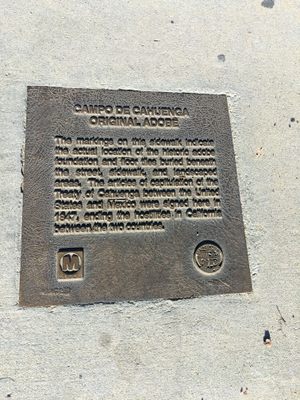 CAMPO DE CAHUENGA
ORIGINAL ADOBE
The markings on this sidewalk indicate
the actual location of the historic adobe
foundation and floor tiles buried beneath
the street, sidewalk, and landscaped
areas. The articles of capitulation of the
Treaty of Cahuenga between the United
States and Mexico were signed here in
1847, ending the hostilities in California
between the two countries.
M